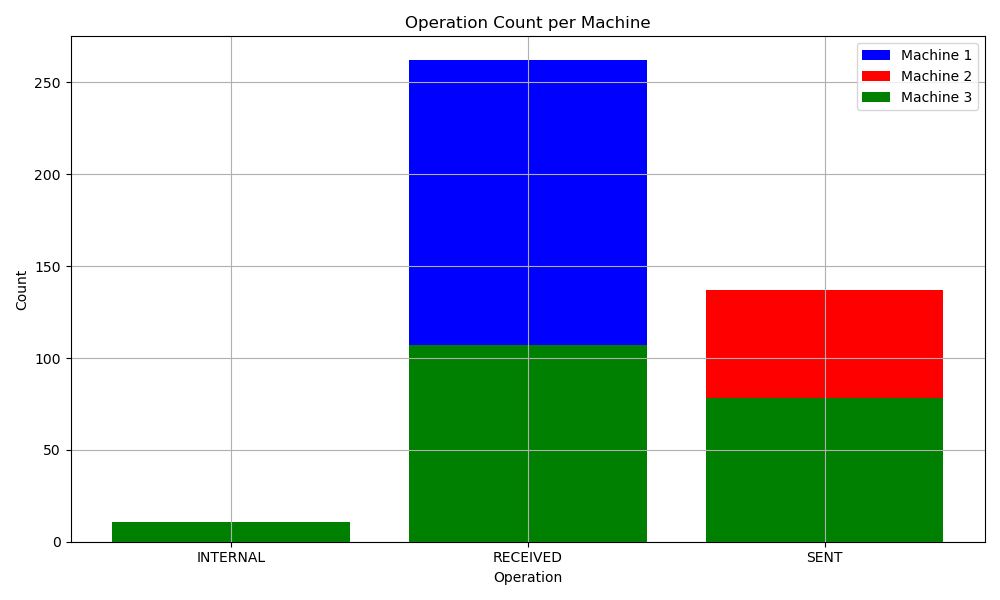 Operation Count per Machine
Machine 1
Machine 2
Machine 3
Count
250
200
150
100
50
0
INTERNAL
RECEIVED
SENT
Operation